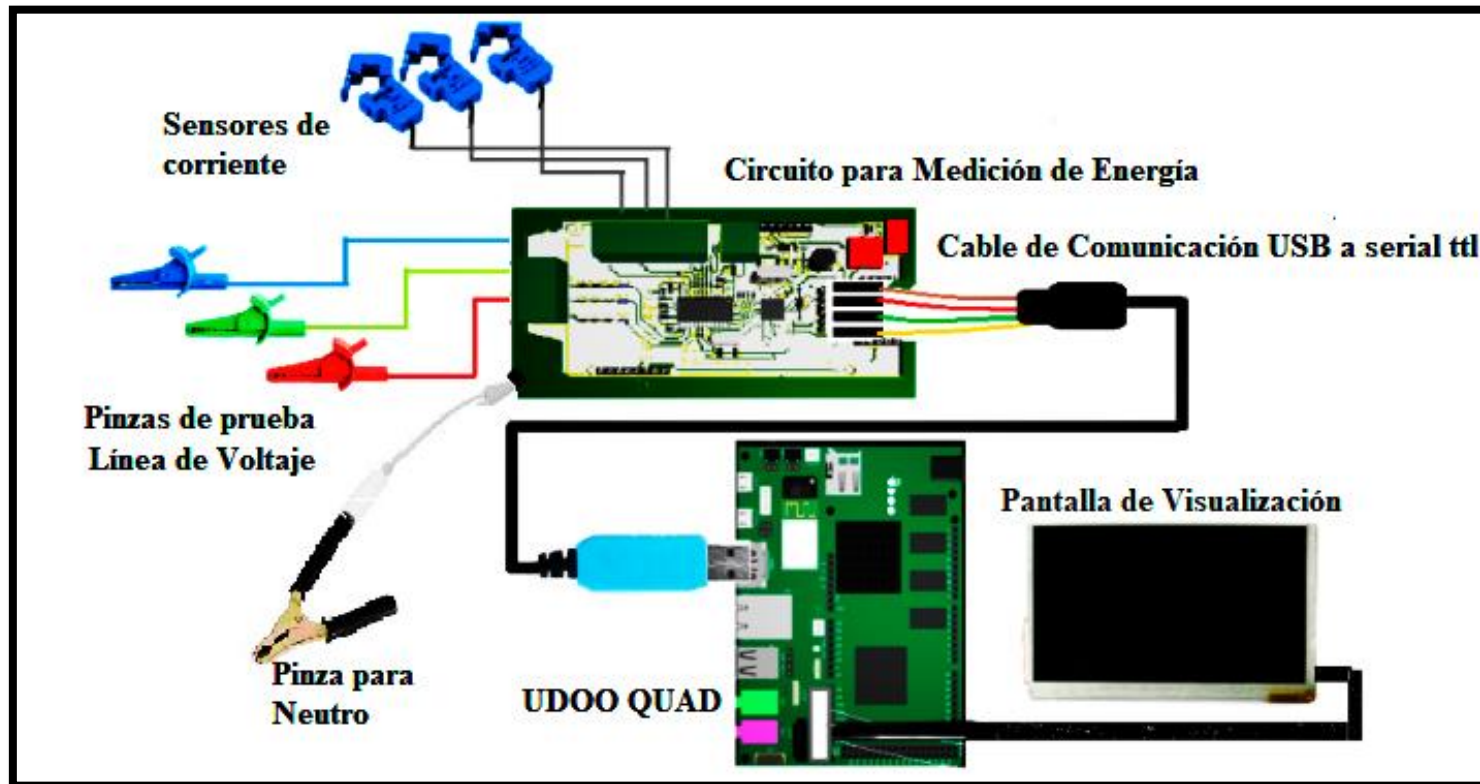 Sensores de
corriente
Circuito para Medición de Energía
Cable de Comunicación USB a serial ttl
Pinzas de prueba
Línea de Voltaje
Pantalla de Visualización
Pinza para
Neutro
UDOO QUAD